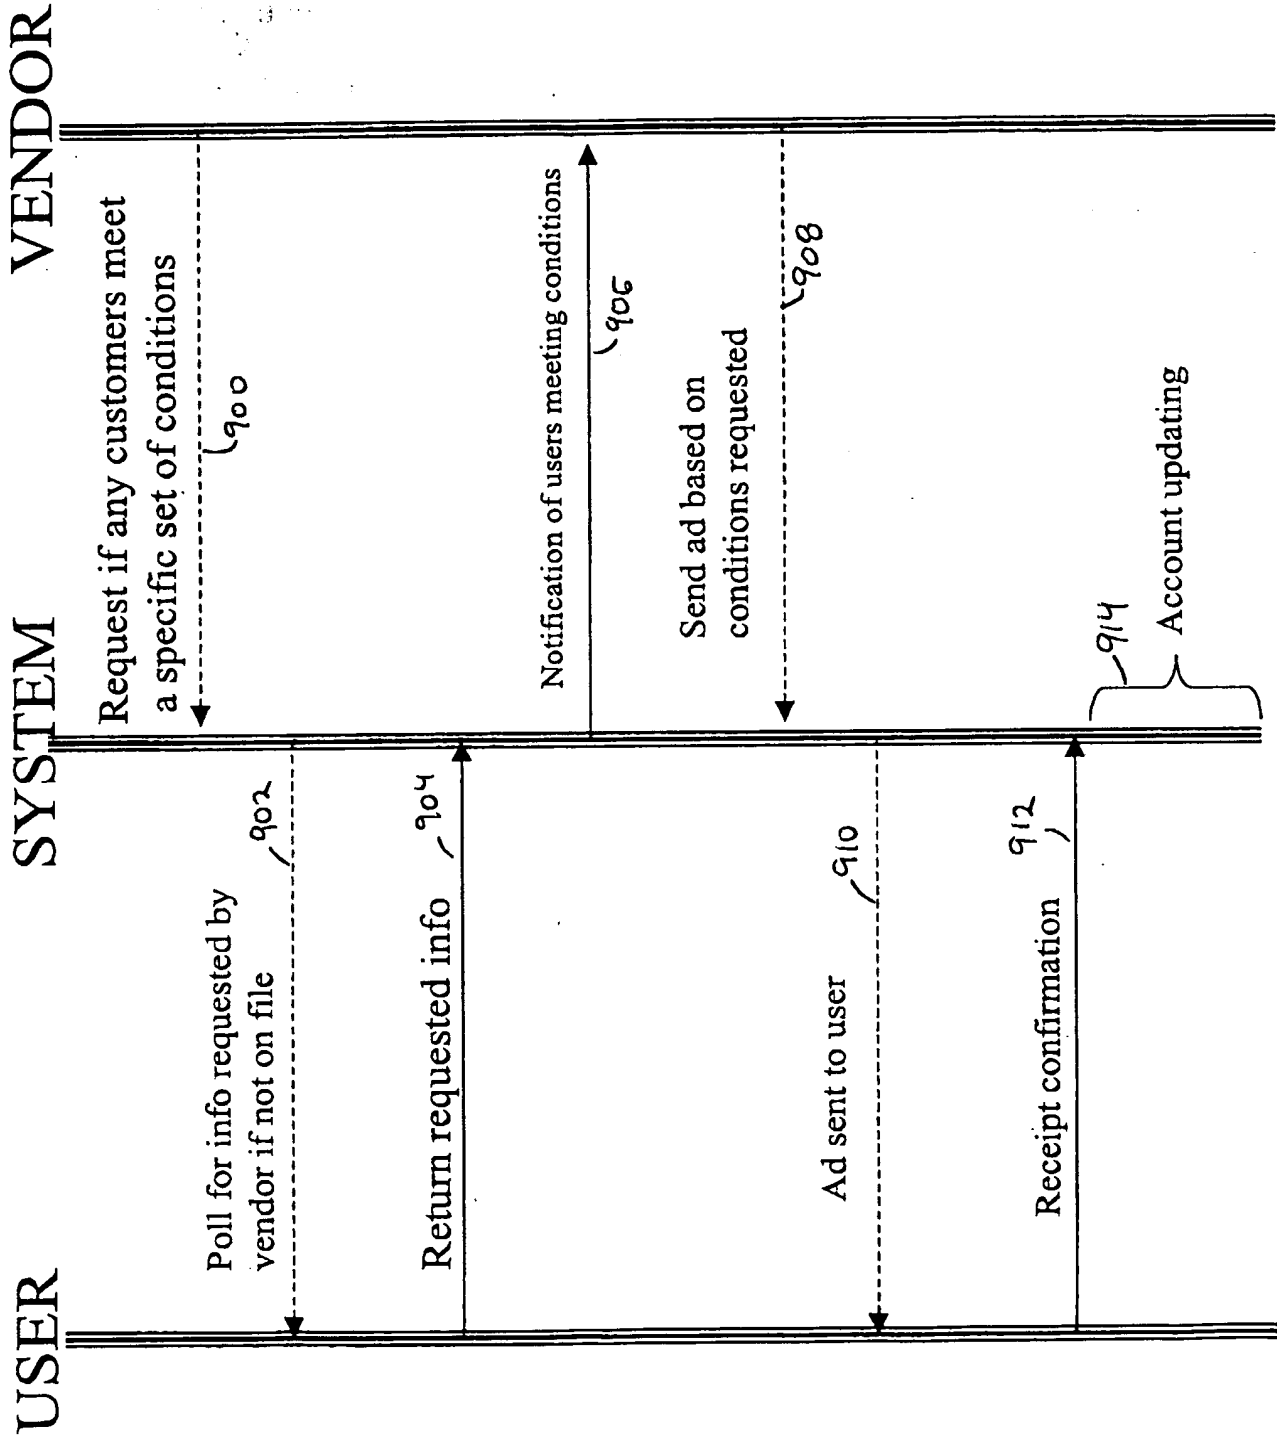 USER
SYSTEM
VENDOR
Request if any customers meet
a specific set of conditions
900
Poll for info requested by
vendor if not on file
902
Return requested info
904
Notification of users meeting conditions
906
Send ad based on
conditions requested
908
Ad sent to user
910
Receipt confirmation
912
914
Account updating